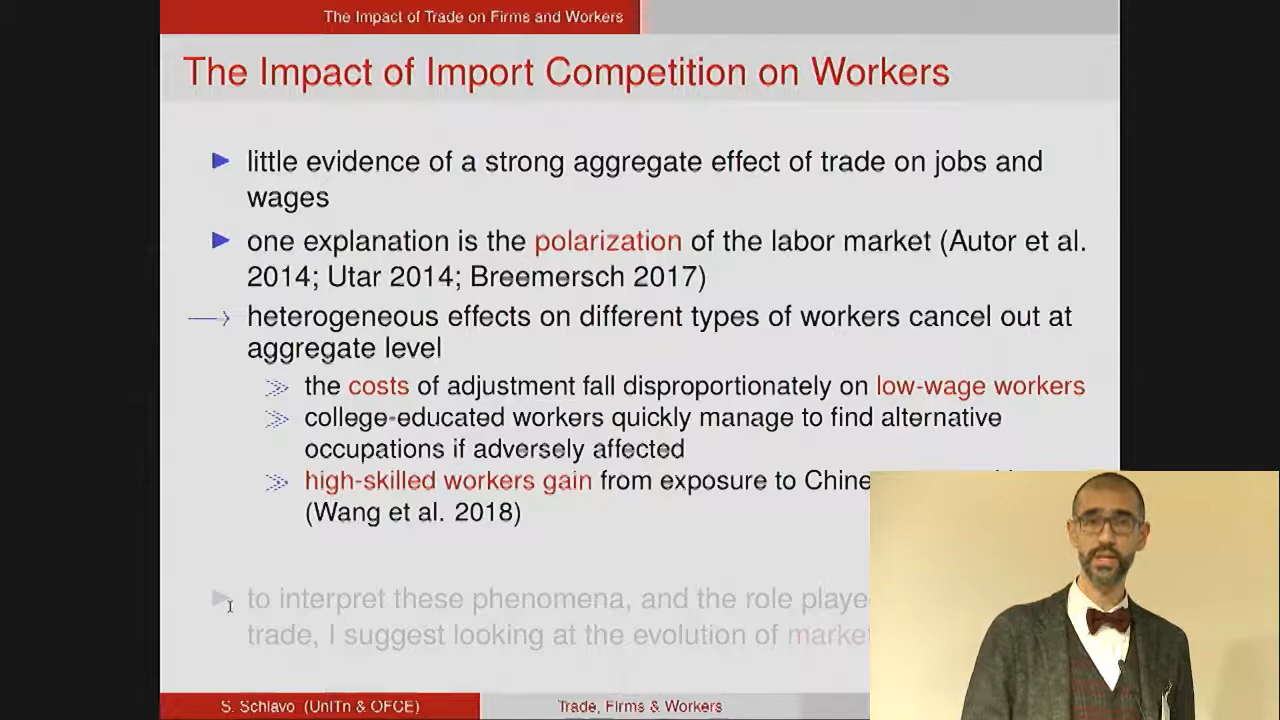 The Impact of Trade on Firms and Workers
The Impact of Import Competition on Workers
little evidence of a strong aggregate effect of trade on jobs and
wages
one explanation is the polarization of the labor market (Autor et al.
2014; Utar 2014; Breemersch 2017)
heterogeneous effects on different types of workers cancel out at
aggregate level
the costs of adjustment fall disproportionately on low-wage workers
college-educated workers quickly manage to find alternative
occupations if adversely affected
high-skilled workers gain from exposure to
(Wang et al. 2018)
to interpret these phenomena, and the role
trade, I suggest looking at the evolution of
S. Schiavo (UniTn & OFCE)
Trade, Firms & Workers